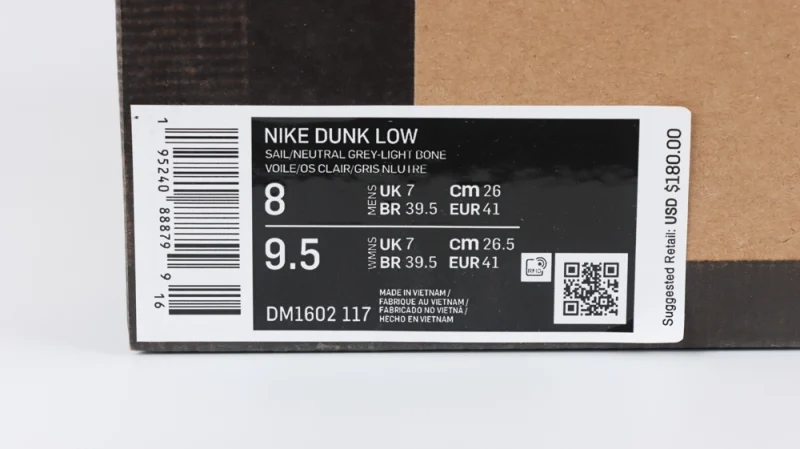 1 95240 88879 9 16
NIKE DUNK LOW
SAIL/NEUTRAL GREY-LIGHT BONE
VOILE/OS CLAIR/GRIS NLUIRE
8 MENS UK 7 cm 26
BR 39.5 EUR 41
9.5 WMNS UK 7 cm 26.5
BR 39.5 EUR 41
DM1602 117
MADE IN VIETNAM /
FABRIQUE AU VIETNAM/
FABRICADO NO VIETNÃ/
HECHO EN VIETNAM
Suggested Retail: USD $180.00